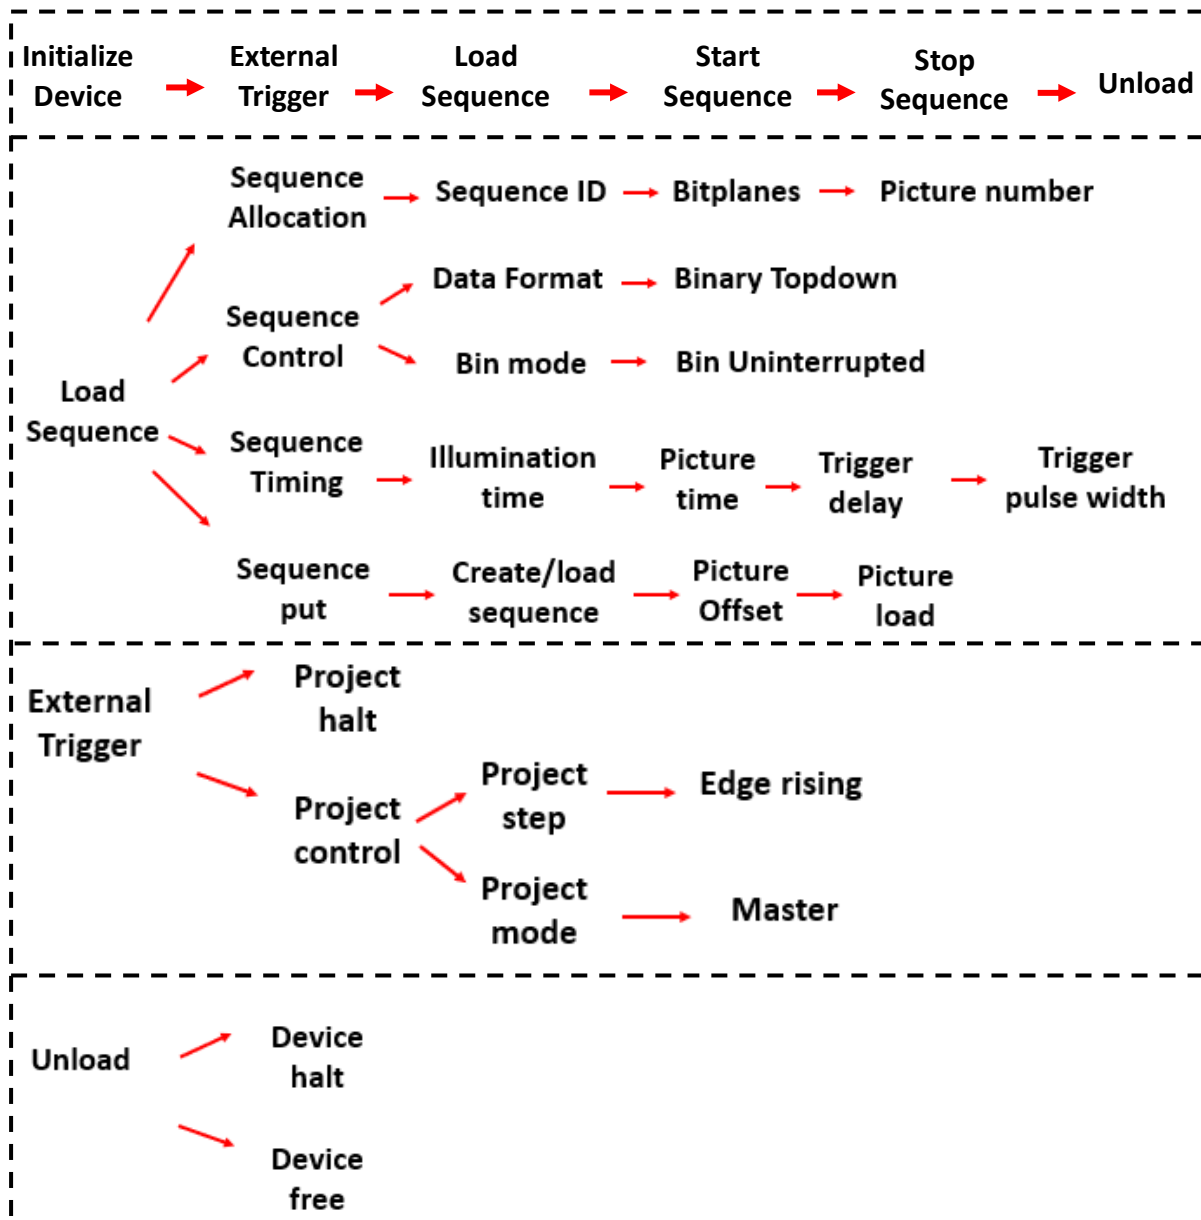 Initialize
Device
External
Trigger
Load
Sequence
Start
Sequence
Stop
Sequence
Unload
Load
Sequence
Sequence
Allocation
Sequence ID
Bitplanes
Picture number
Sequence
Control
Data Format
Binary Topdown
Bin mode
Bin Uninterrupted
Sequence
Timing
Illumination
time
Picture
time
Trigger
delay
Trigger
pulse width
Sequence
put
Create/load
sequence
Picture
Offset
Picture
load
External
Trigger
Project
halt
Project
control
Project
step
Edge rising
Project
mode
Master
Unload
Device
halt
Device
free